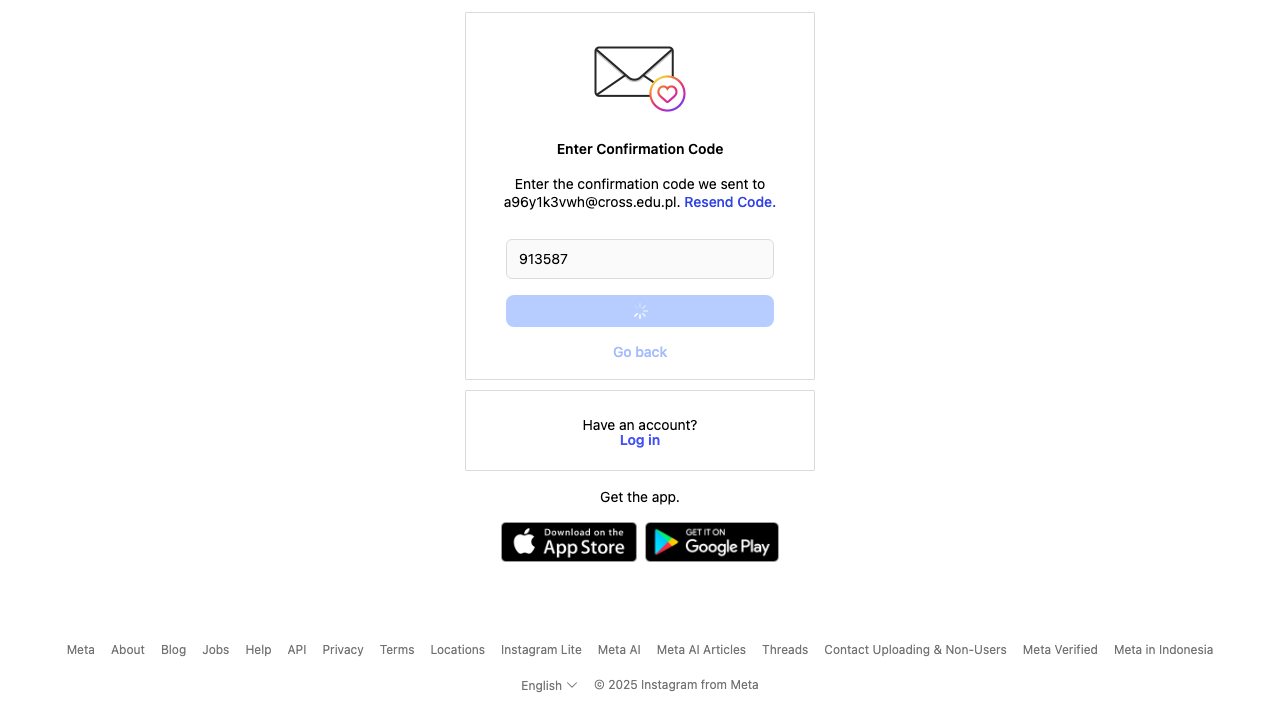 Enter Confirmation Code
Enter the confirmation code we sent to
a96y1k3vwh@cross.edu.pl. Resend Code.
913587
Go back
Have an account?
Log in
Get the app.
Download on the
App Store
GET IT ON
Google Play
Meta About Blog Jobs Help API Privacy Terms Locations Instagram Lite Meta AI Meta AI Articles Threads Contact Uploading & Non-Users Meta Verified Meta in Indonesia
English © 2025 Instagram from Meta